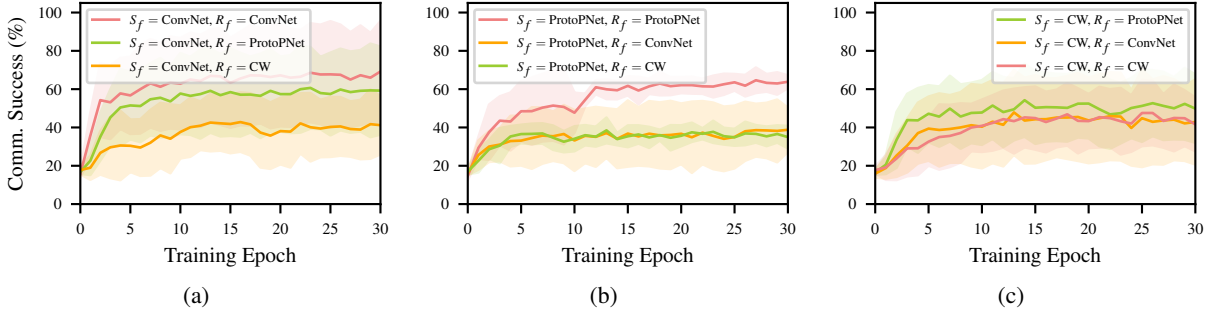 Comm. Success (%)
100
80
60
40
20
0
S_f = ConvNet, R_f = ConvNet
S_f = ConvNet, R_f = ProtoPNet
S_f = ConvNet, R_f = CW
0 5 10 15 20 25 30
Training Epoch
(a)
100
80
60
40
20
0
S_f = ProtoPNet, R_f = ProtoPNet
S_f = ProtoPNet, R_f = ConvNet
S_f = ProtoPNet, R_f = CW
0 5 10 15 20 25 30
Training Epoch
(b)
100
80
60
40
20
0
S_f = CW, R_f = ProtoPNet
S_f = CW, R_f = ConvNet
S_f = CW, R_f = CW
0 5 10 15 20 25 30
Training Epoch
(c)